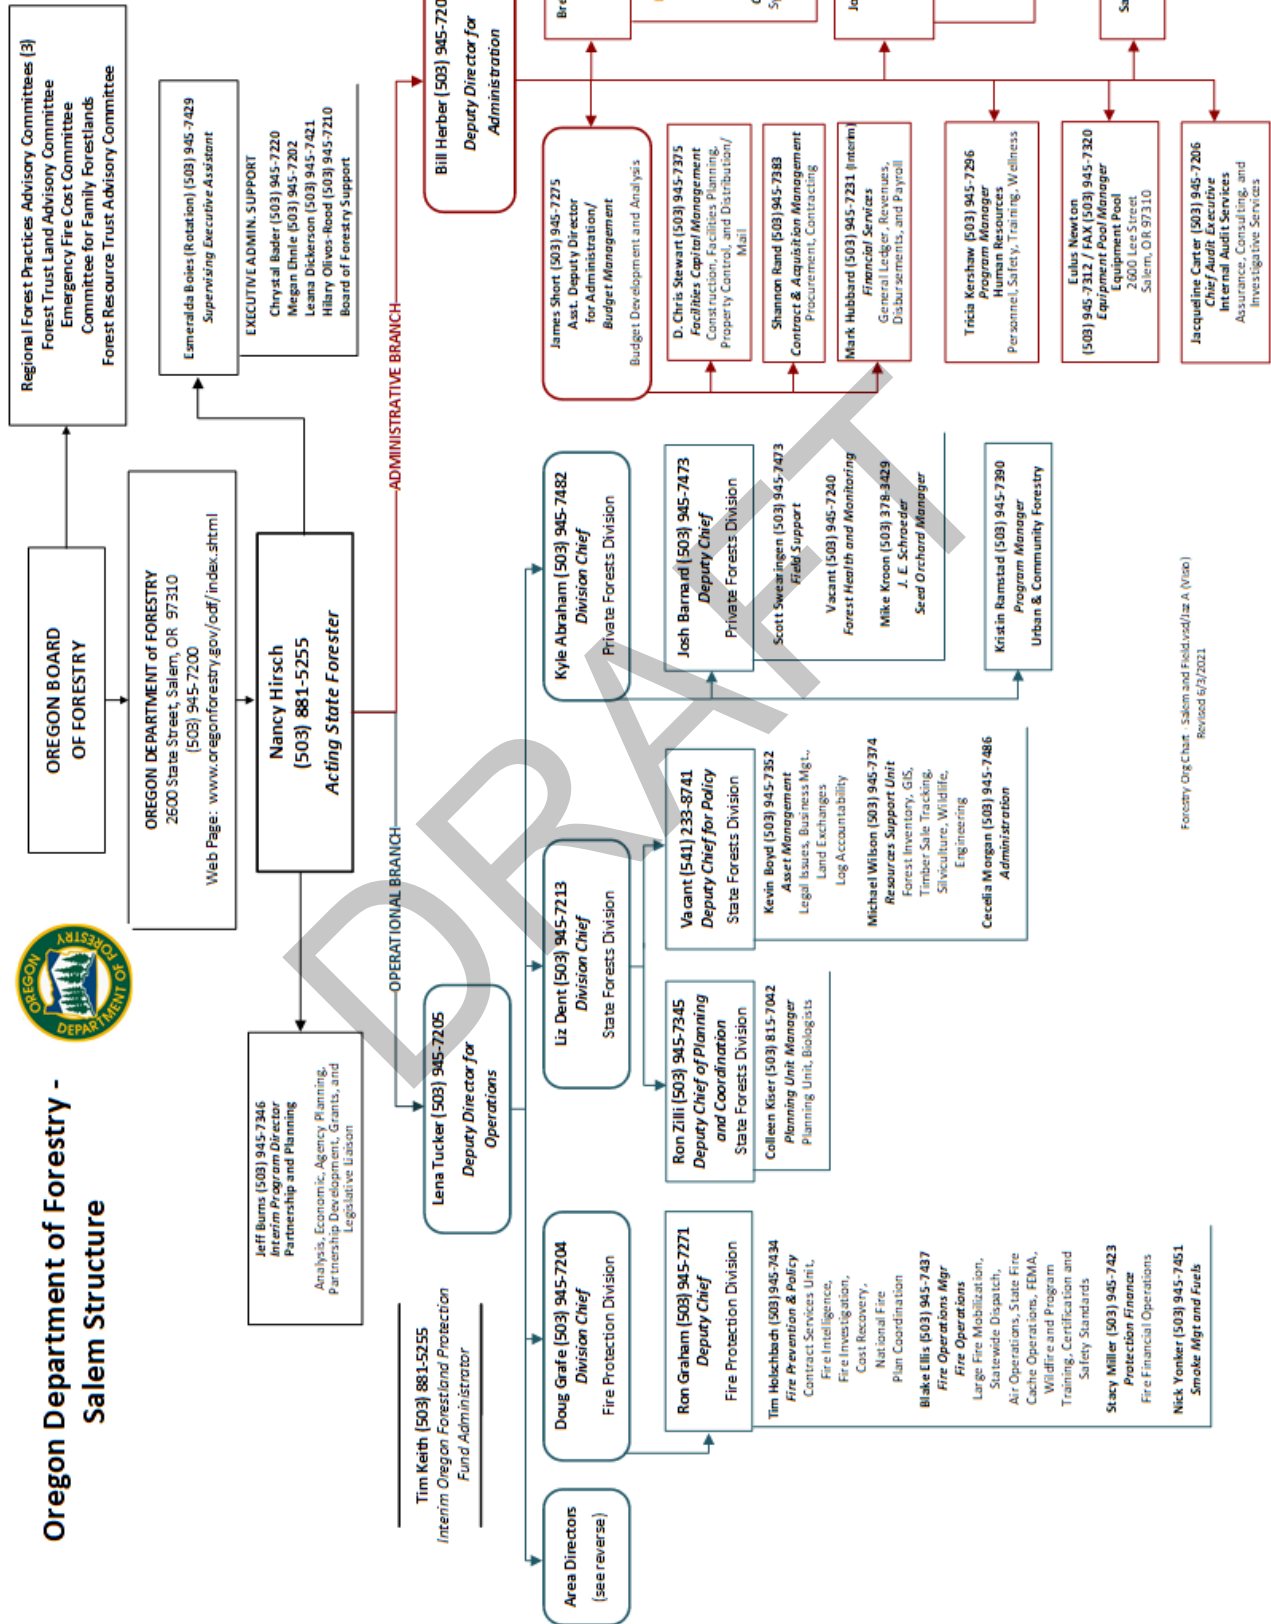 Oregon Department of Forestry -
Salem Structure
OREGON
DEPARTMENT OF FORESTRY
OREGON BOARD
OF FORESTRY
Regional Forest Practices Advisory Committees (3)
Forest Trust Land Advisory Committee
Emergency Fire Cost Committee
Committee for Family Forestlands
Forest Resource Trust Advisory Committee
OREGON DEPARTMENT of FORESTRY
2600 State Street, Salem, OR 97310
(503) 945-7200
Web Page: www.oregonforestry.gov/odf/index.shtml
Esmeralda Boies (Rotation) (503) 945-7429
Supervising Executive Assistant
EXECUTIVE ADMIN. SUPPORT
Chrystal Bader (503) 945-7220
Megan Ehnle (503) 945-7202
Leana Dickerson (503) 945-7421
Hilary Olivos-Rood (503) 945-7210
Board of Forestry Support
Nancy Hirsch
(503) 881-5255
Acting State Forester
Jeff Burns (503) 945-7346
Interim Program Director
Partnership and Planning
Analysis, Economic, Agency Planning,
Partnership Development, Grants, and
Legislative Liaison
Tim Keith (503) 881-5255
Interim Oregon Forestland Protection
Fund Administrator
OPERATIONAL BRANCH
ADMINISTRATIVE BRANCH
Lena Tucker (503) 945-7205
Deputy Director for
Operations
Bill Herber (503) 945-720
Deputy Director for
Administration
Area Directors
(see reverse)
Doug Grafe (503) 945-7204
Division Chief
Fire Protection Division
Ron Graham (503) 945-7271
Deputy Chief
Fire Protection Division
Tim Holschbach (503) 945-7434
Fire Prevention & Policy
Contract Services Unit,
Fire Intelligence,
Fire Investigation,
Cost Recovery,
National Fire
Plan Coordination
Blake Ellis (503) 945-7437
Fire Operations Mgr
Fire Operations
Large Fire Mobilization,
Statewide Dispatch,
Air Operations, State Fire
Cache Operations, FEMA,
Wildfire and Program
Training, Certification and
Safety Standards
Stacy Miller (503) 945-7423
Protection Finance
Fire Financial Operations
Nick Yonker (503) 945-7451
Smoke Mgt and Fuels
Liz Dent (503) 945-7213
Division Chief
State Forests Division
Ron Zilli (503) 945-7345
Deputy Chief of Planning
and Coordination
State Forests Division
Colleen Kiser (503) 815-7042
Planning Unit Manager
Planning Unit, Biologists
Vacant (541) 233-8741
Deputy Chief for Policy
State Forests Division
Kevin Boyd (503) 945-7352
Asset Management
Legal Issues, Business Mgt.,
Land Exchanges
Log Accountability
Michael Wilson (503) 945-7374
Resources Support Unit
Forest Inventory, GIS,
Timber Sale Tracking,
Silviculture, Wildlife,
Engineering
Cecelia Morgan (503) 945-7486
Administration
Kyle Abraham (503) 945-7482
Division Chief
Private Forests Division
Josh Barnard (503) 945-7473
Deputy Chief
Private Forests Division
Scott Swearingen (503) 945-7473
Field Support
Vacant (503) 945-7240
Forest Health and Monitoring
Mike Kroon (503) 378-3429
J. E. Schroeder
Seed Orchard Manager
Kristin Ramstad (503) 945-7390
Program Manager
Urban & Community Forestry
James Short (503) 945-7275
Asst. Deputy Director
for Administration/
Budget Management
Budget Development and Analysis
D. Chris Stewart (503) 945-7375
Facilities Capital Management
Construction, Facilities Planning,
Property Control, and Distribution/
Mail
Shannon Rand (503) 945-7383
Contract & Acquisition Management
Procurement, Contracting
Mark Hubbard (503) 945-7231 (Interim)
Financial Services
General Ledger, Revenues,
Disbursements, and Payroll
Tricia Kershaw (503) 945-7296
Program Manager
Human Resources
Personnel, Safety, Training, Wellness
Eulus Newton
(503) 945-7312 / FAX (503) 945-7320
Equipment Pool Manager
Equipment Pool
2600 Lee Street
Salem, OR 97310
Jacqueline Carter (503) 945-7206
Chief Audit Executive
Internal Audit Services
Assurance, Consulting, and
Investigative Services
Bre
Jo
Sa
Forestry Org Chart - Salem and Field.vsd/Jaz A (Visio)
Revised 6/3/2021
DRAFT